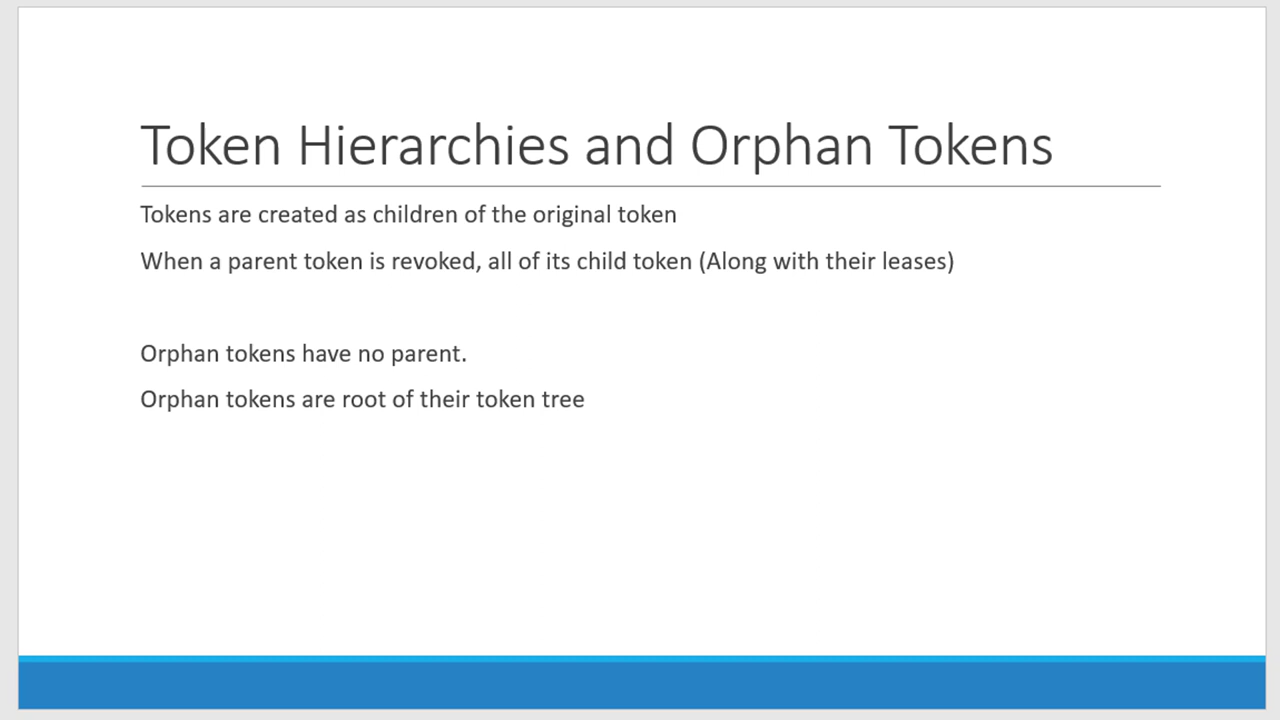 Token Hierarchies and Orphan Tokens
Tokens are created as children of the original token
When a parent token is revoked, all of its child token (Along with their leases)
Orphan tokens have no parent.
Orphan tokens are root of their token tree